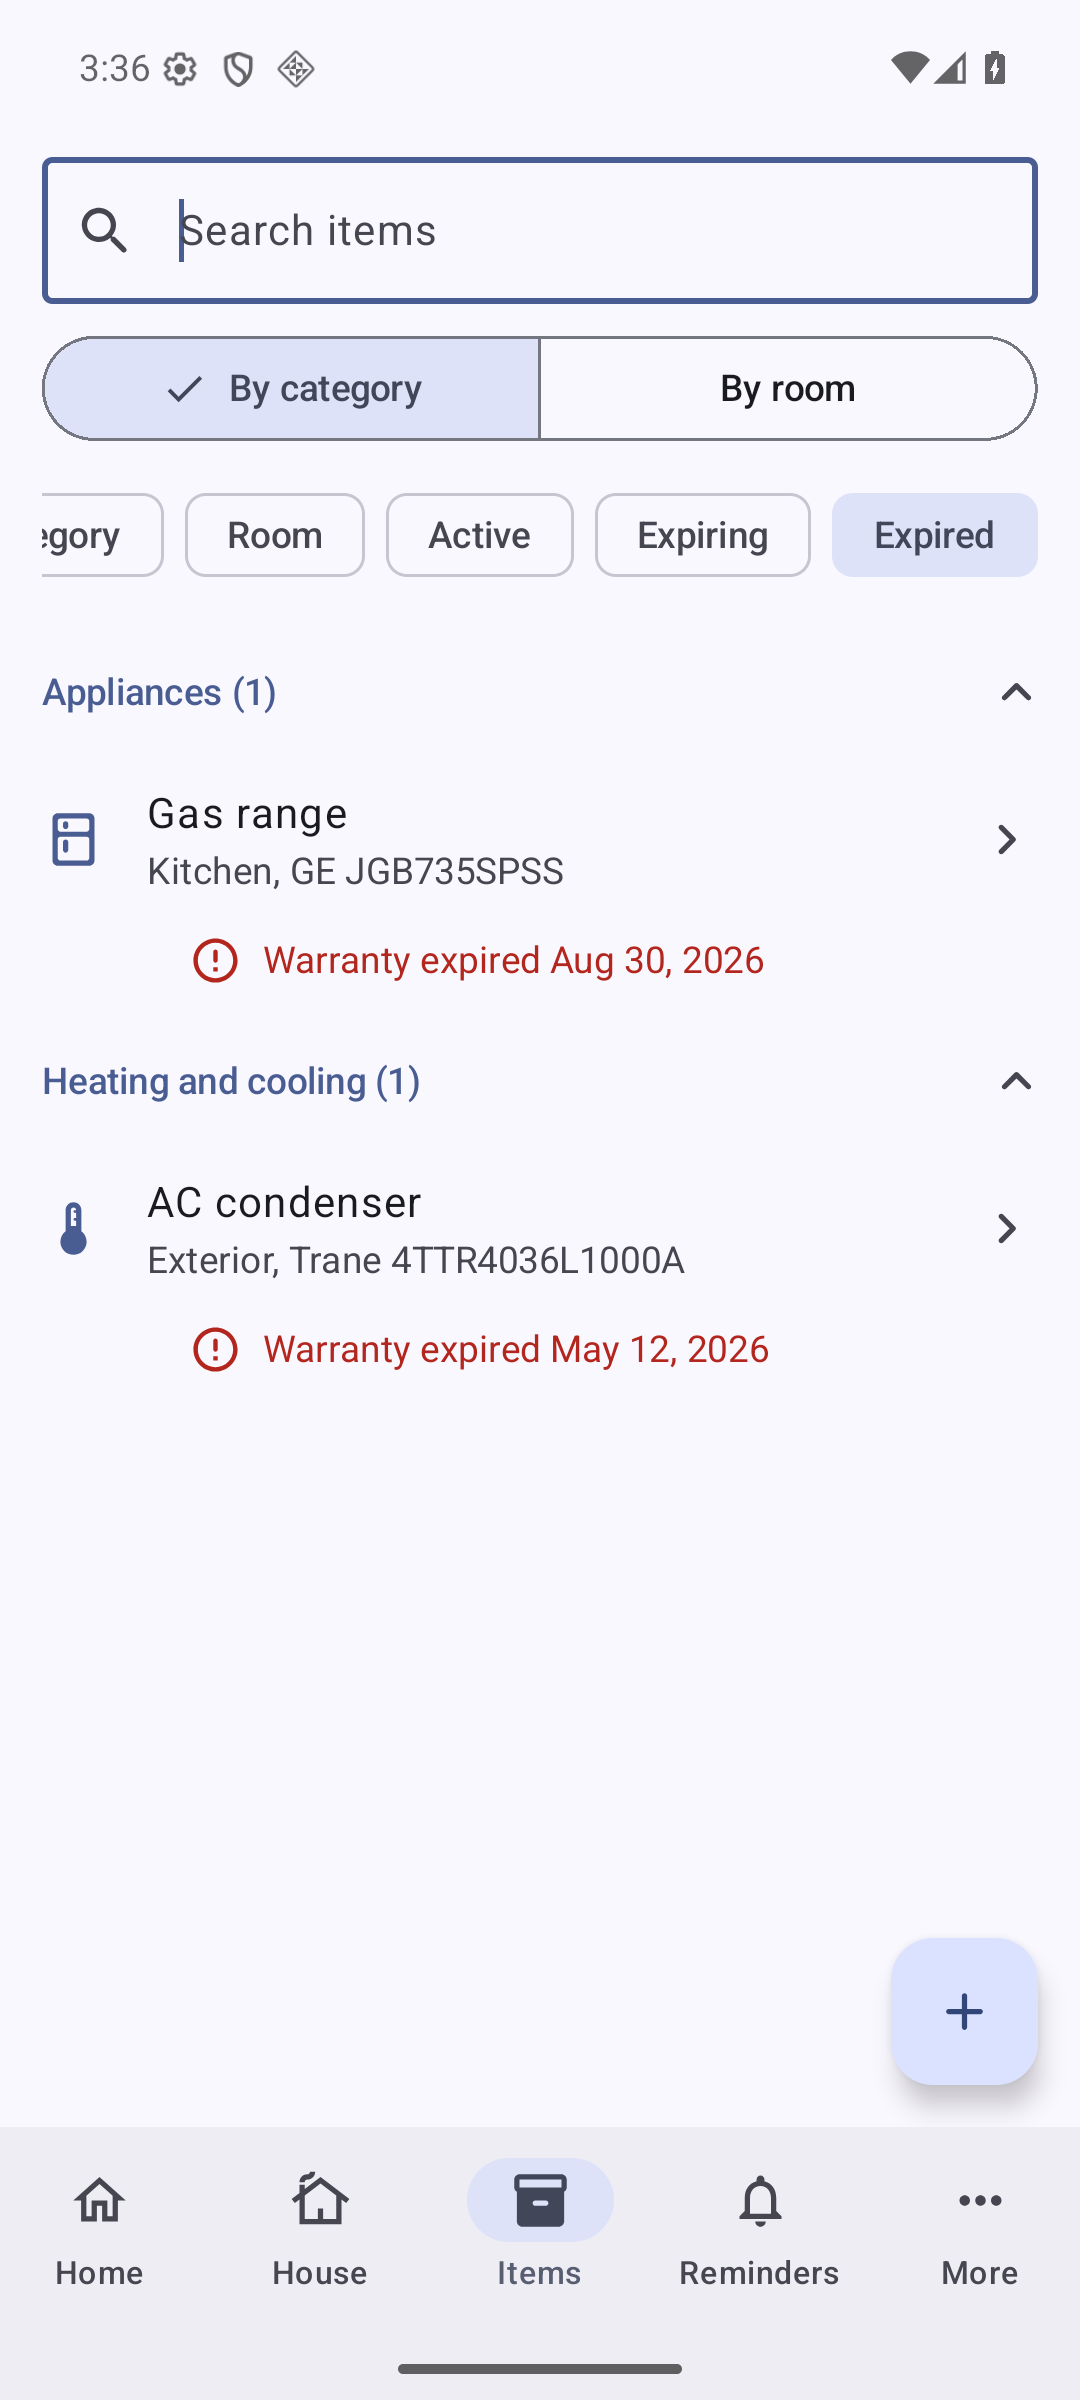 3:36
Search items
By category
By room
egory
Room
Active
Expiring
Expired
Appliances (1)
Gas range
Kitchen, GE JGB735SPSS
Warranty expired Aug 30, 2026
Heating and cooling (1)
AC condenser
Exterior, Trane 4TTR4036L1000A
Warranty expired May 12, 2026
Home
House
Items
Reminders
More